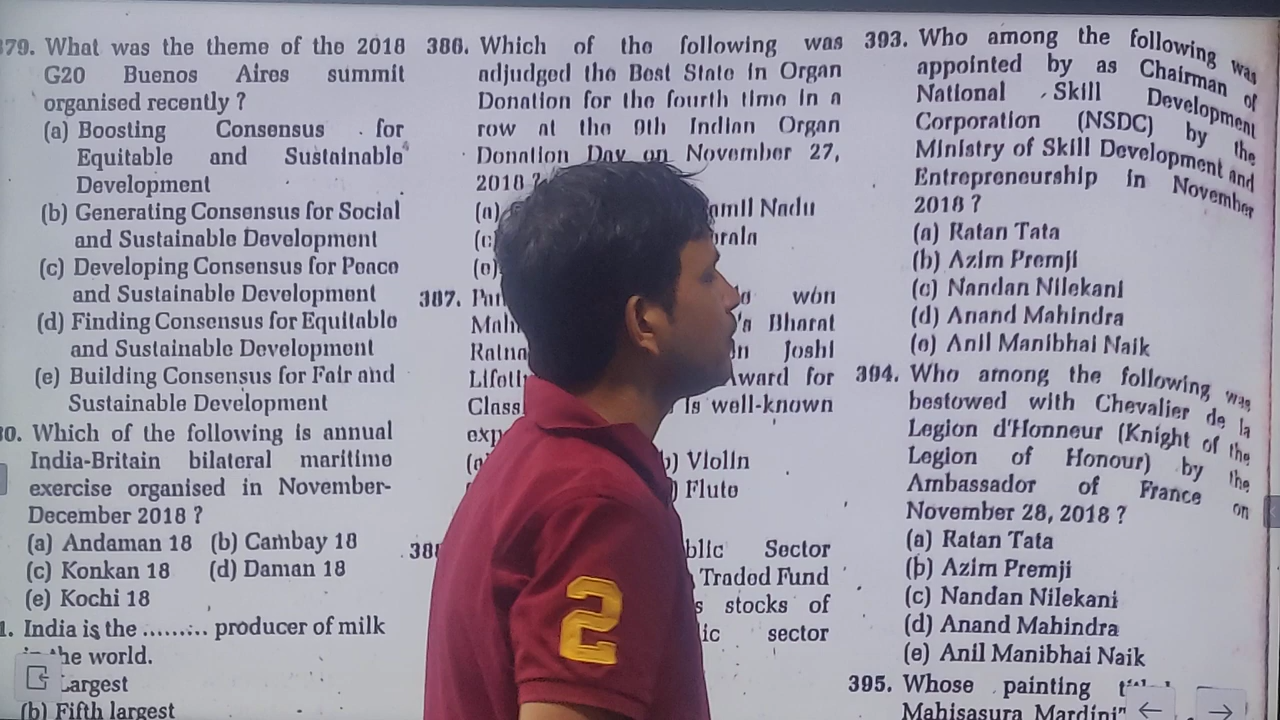 379. What was the theme of the 2018
G20 Buenos Aires summit
organised recently ?
(a) Boosting Consensus for
Equitable and Sustainable
Development
(b) Generating Consensus for Social
and Sustainable Development
(c) Developing Consensus for Peace
and Sustainable Development
(d) Finding Consensus for Equitable
and Sustainable Development
(e) Building Consensus for Fair and
Sustainable Development
80. Which of the following is annual
India-Britain bilateral maritime
exercise organised in November-
December 2018 ?
(a) Andaman 18 (b) Cambay 18
(c) Konkan 18 (d) Daman 18
(e) Kochi 18
1. India is the ......... producer of milk
the world.
Largest
(b) Fifth largest
386. Which of the following was
adjudged the Best State in Organ
Donation for the fourth time in a
row at the 9th Indian Organ
Donation Day on November 27,
2018 ?
(a) Nadu
(e)
387. won
Bharat
Ratna Joshi
Award for
Class is well-known
(a) (b) Violin
Flute
Sector
Traded Fund
stocks of
sector
393. Who among the following was
appointed by as Chairman of
National Skill Development
Corporation (NSDC) by the
Ministry of Skill Development and
Entrepreneurship in November
2018 ?
(a) Ratan Tata
(b) Azim Premji
(c) Nandan Nilekani
(d) Anand Mahindra
(e) Anil Manibhai Naik
394. Who among the following was
bestowed with Chevalier de la
Legion d'Honneur (Knight of the
Legion of Honour) by the
Ambassador of France on
November 28, 2018 ?
(a) Ratan Tata
(b) Azim Premji
(c) Nandan Nilekani
(d) Anand Mahindra
(e) Anil Manibhai Naik
395. Whose painting
Mahisasura Mardini"
2